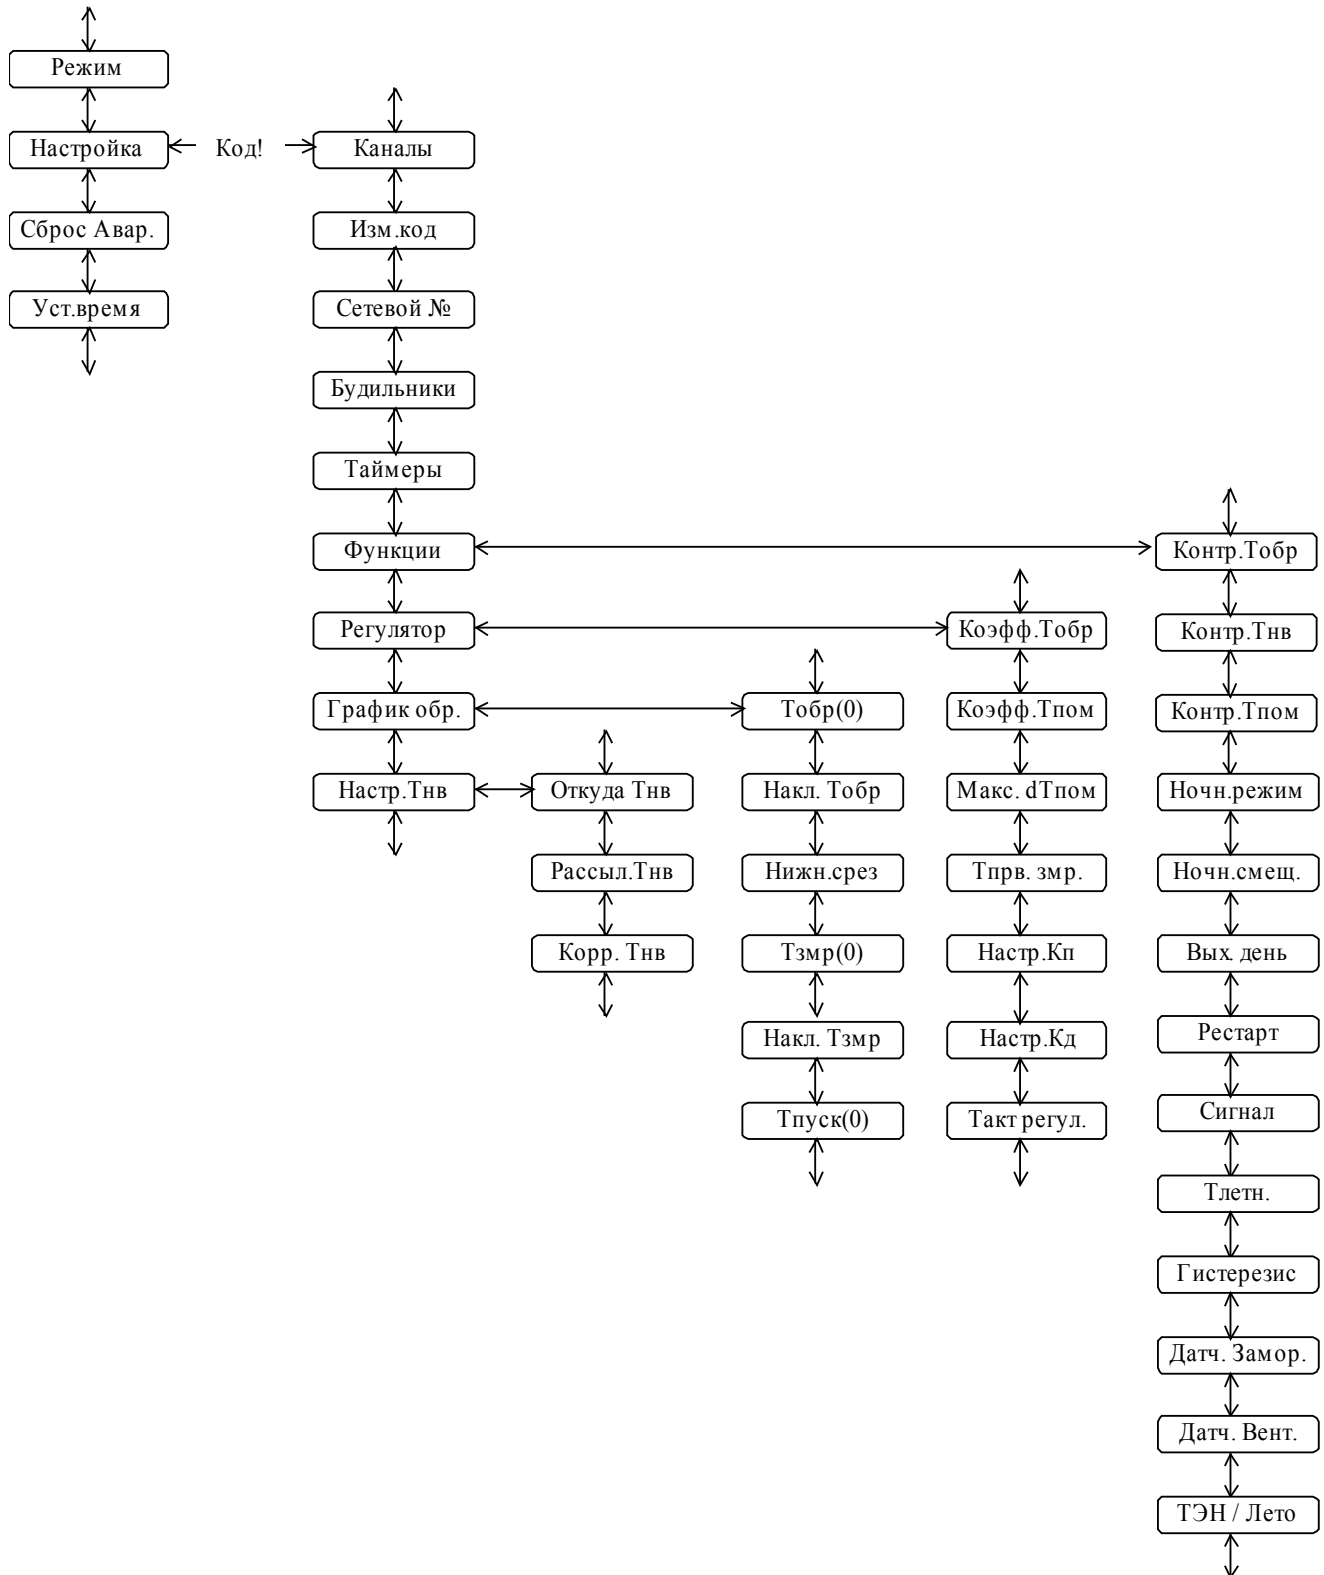 Режим
Настройка
Код!
Сброс Авар.
Уст.время
Каналы
Изм.код
Сетевой №
Будильники
Таймеры
Функции
Регулятор
График обр.
Настр.Тнв
Откуда Тнв
Рассыл.Тнв
Корр. Тнв
Тобр(0)
Накл. Тобр
Нижн.срез
Тзмр(0)
Накл. Тзмр
Тпуск(0)
Коэфф.Тобр
Коэфф.Тпом
Макс. dТпом
Тпрв. змр.
Настр.Кп
Настр.Кд
Такт регул.
Контр.Тобр
Контр.Тнв
Контр.Тпом
Ночн.режим
Ночн.смещ.
Вых. день
Рестарт
Сигнал
Тлетн.
Гистерезис
Датч. Замор.
Датч. Вент.
ТЭН / Лето